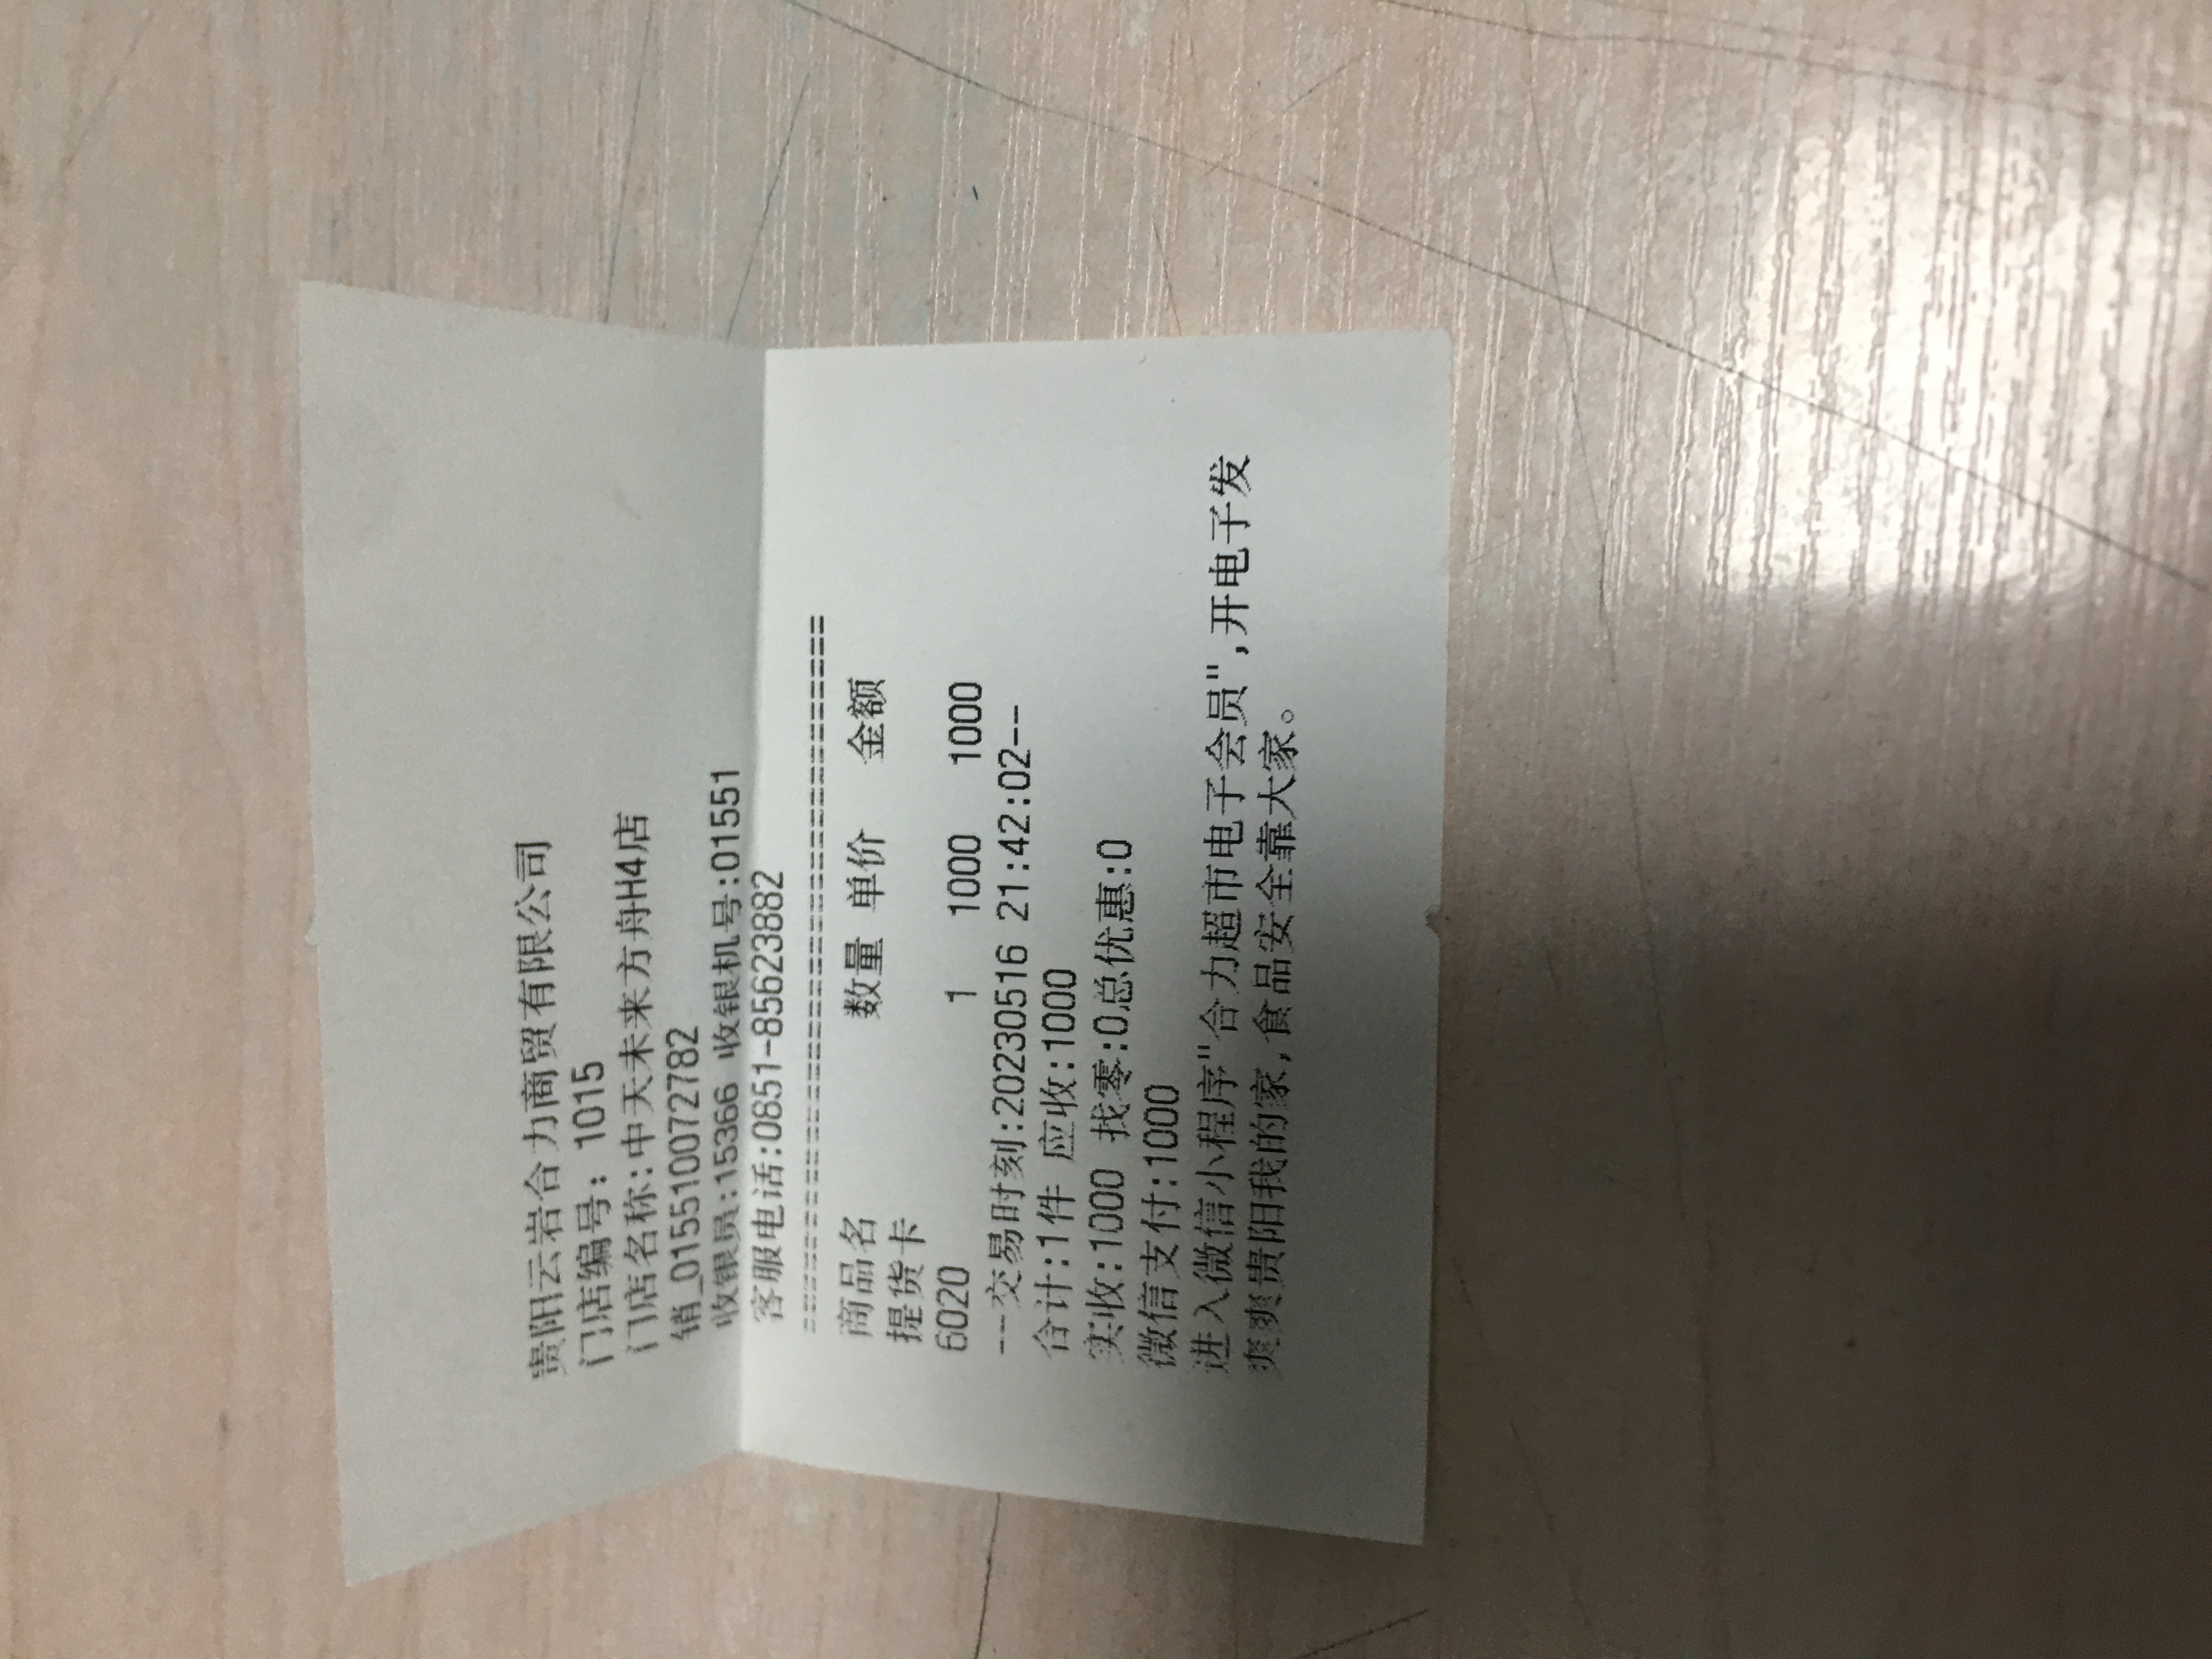 贵阳云岩合力商贸有限公司
门店编号: 1015
门店名称:中天未来方舟H4店
销_015510072782
收银员:15366 收银机号:01551
客服电话:0851-85623882
================================
商品名 数量 单价 金额
提货卡
6020 1 1000 1000
--交易时刻:20230516 21:42:02--
合计:1件 应收:1000
实收:1000 找零:0总优惠:0
微信支付:1000
进入微信小程序"合力超市电子会员",开电子发
爽爽贵阳我的家,食品安全靠大家。